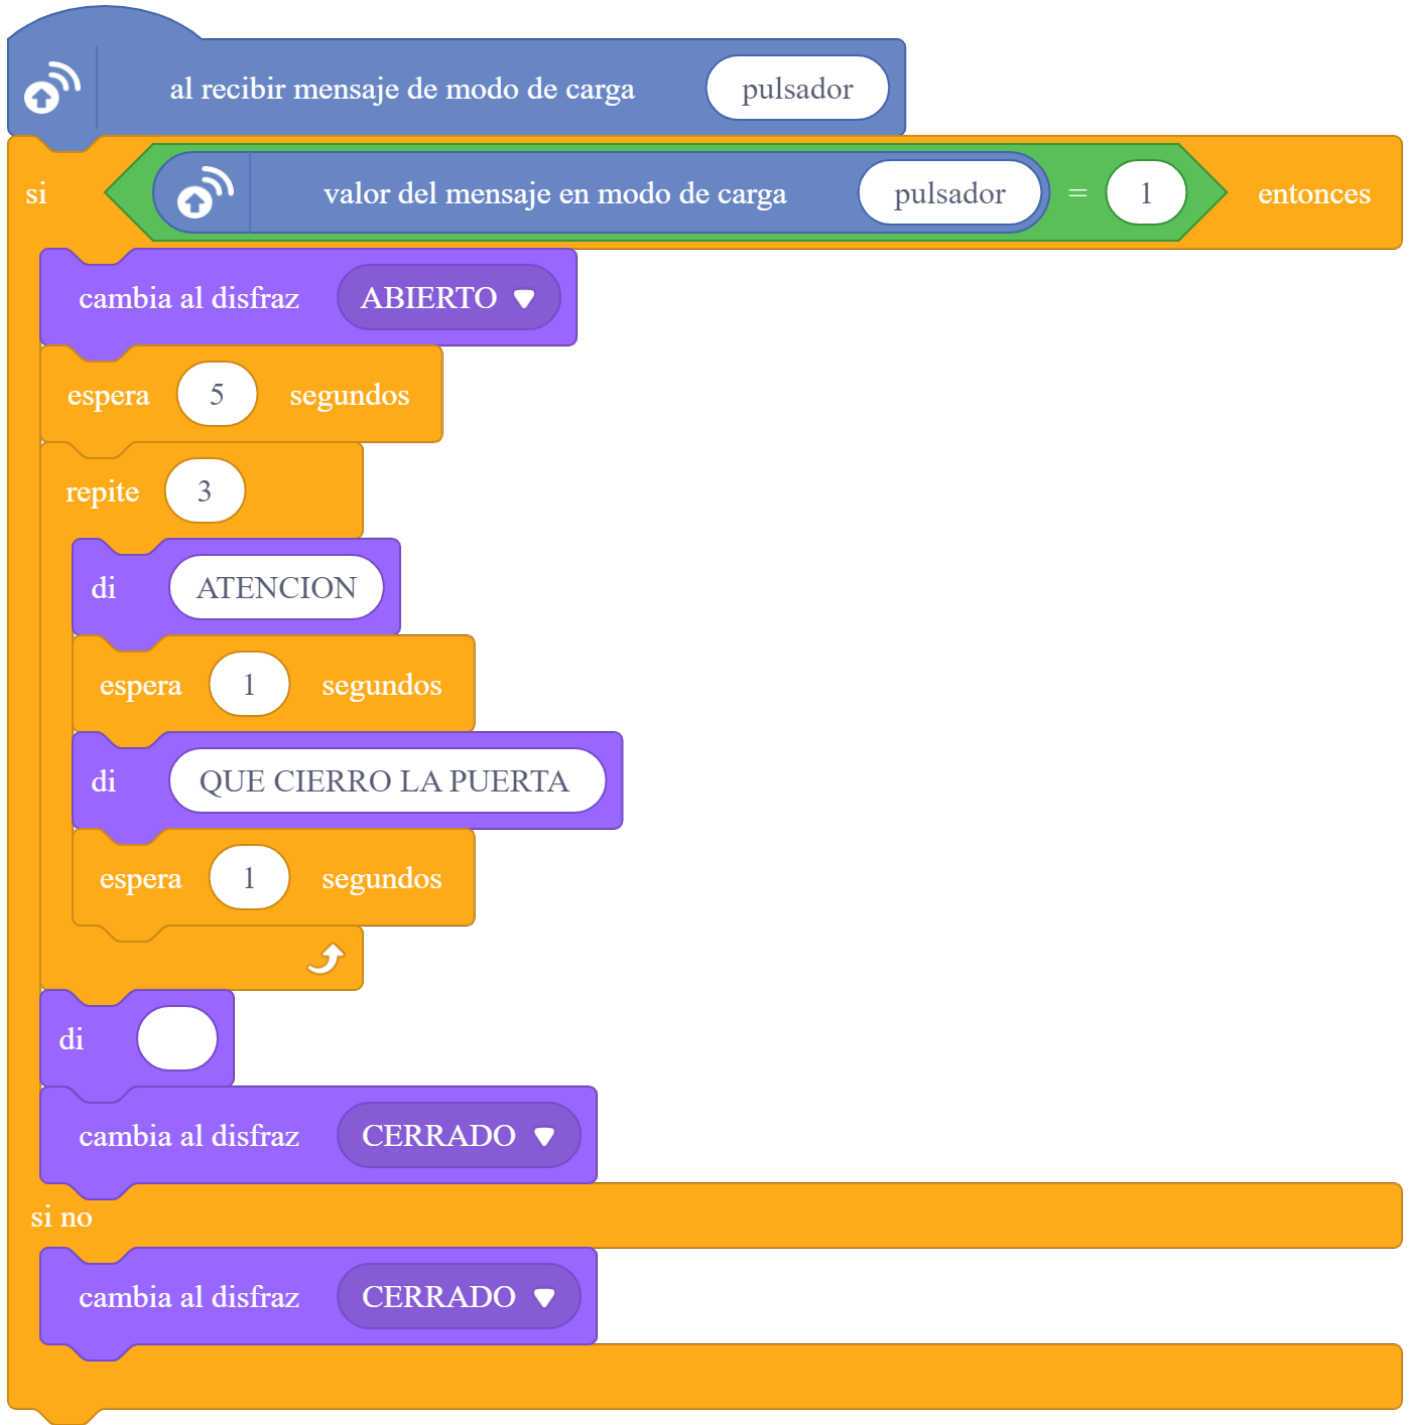 al recibir mensaje de modo de carga pulsador
si valor del mensaje en modo de carga pulsador = 1 entonces
cambia al disfraz ABIERTO
espera 5 segundos
repite 3
di ATENCION
espera 1 segundos
di QUE CIERRO LA PUERTA
espera 1 segundos
di
cambia al disfraz CERRADO
si no
cambia al disfraz CERRADO